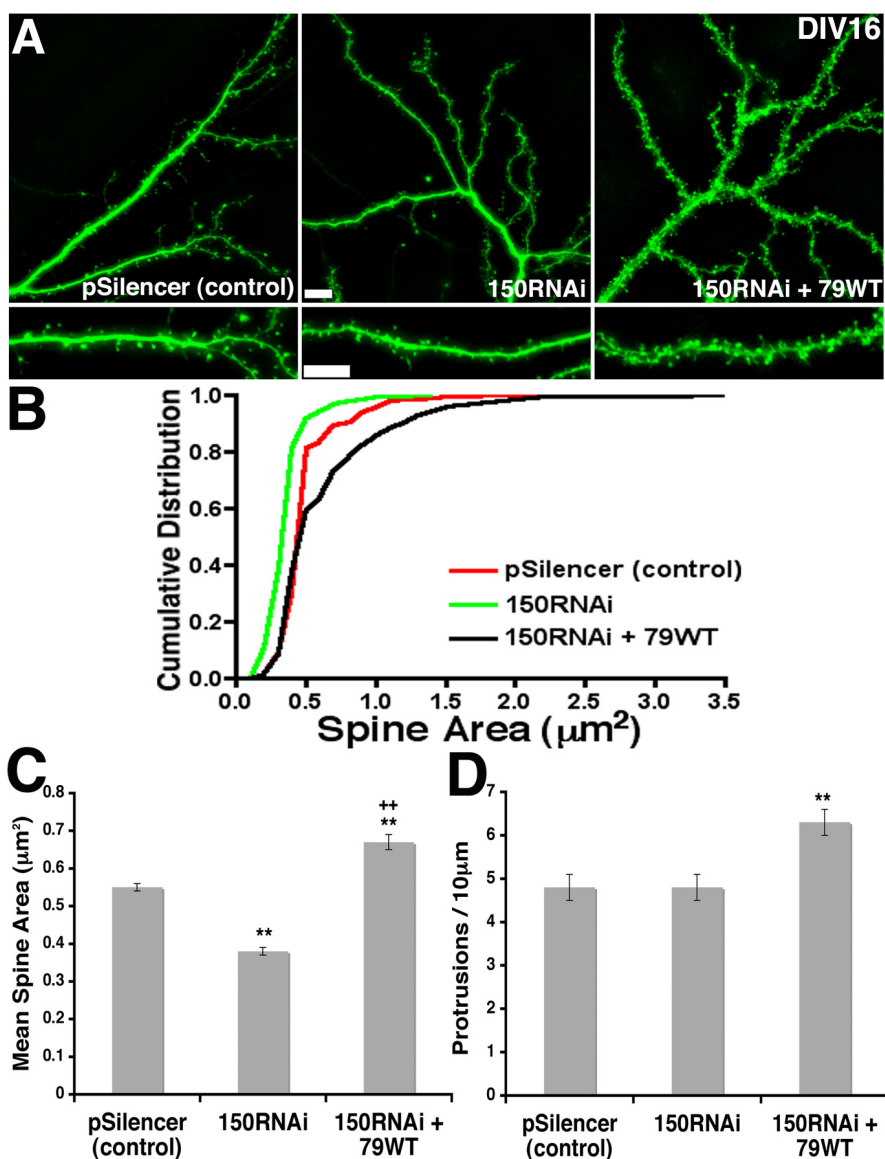 A
DIV16
pSilencer (control)
150RNAi
150RNAi + 79WT
B
Cumulative Distribution
1.0
0.8
0.6
0.4
0.2
0.0
pSilencer (control)
150RNAi
150RNAi + 79WT
0.0 0.5 1.0 1.5 2.0 2.5 3.0 3.5
Spine Area (μm²)
C
Mean Spine Area (μm²)
0.8
0.7
0.6
0.5
0.4
0.3
0.2
0.1
0
**
++
**
pSilencer
(control)
150RNAi
150RNAi +
79WT
D
Protrusions / 10μm
7
6
5
4
3
2
1
0
**
pSilencer
(control)
150RNAi
150RNAi +
79WT